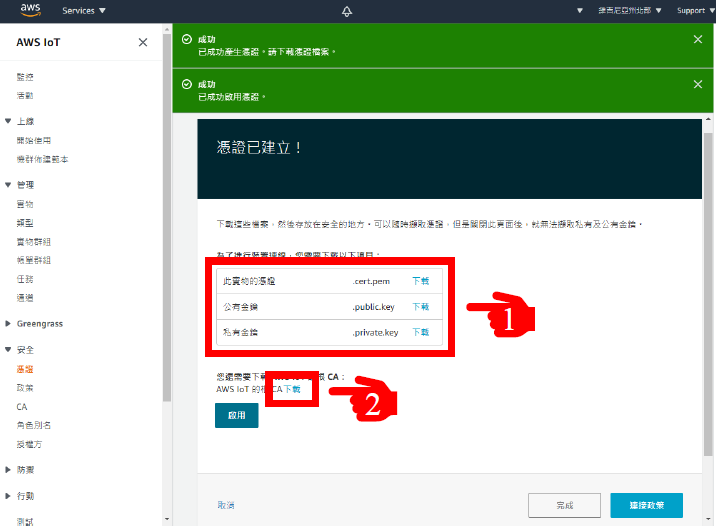 aws
Services
維吉尼亞州北部
Support
AWS IoT
監控
活動
上線
開始使用
機群佈建範本
管理
實物
類型
實物群組
帳單群組
任務
通道
Greengrass
安全
憑證
政策
CA
角色別名
授權方
防禦
行動
測試
成功
已成功產生憑證。請下載憑證檔案。
成功
已成功啟用憑證。
憑證已建立！
下載這些檔案，然後存放在安全的地方。可以隨時擷取憑證，但是關閉此頁面後，就無法擷取私有及公有金鑰。
為了進行裝置連線，您需要下載以下項目：
此實物的憑證 .cert.pem 下載
公有金鑰 .public.key 下載
私有金鑰 .private.key 下載
1
您還需要下載 CA：
AWS IoT 的根 CA下載
2
啟用
取消
完成
連接政策